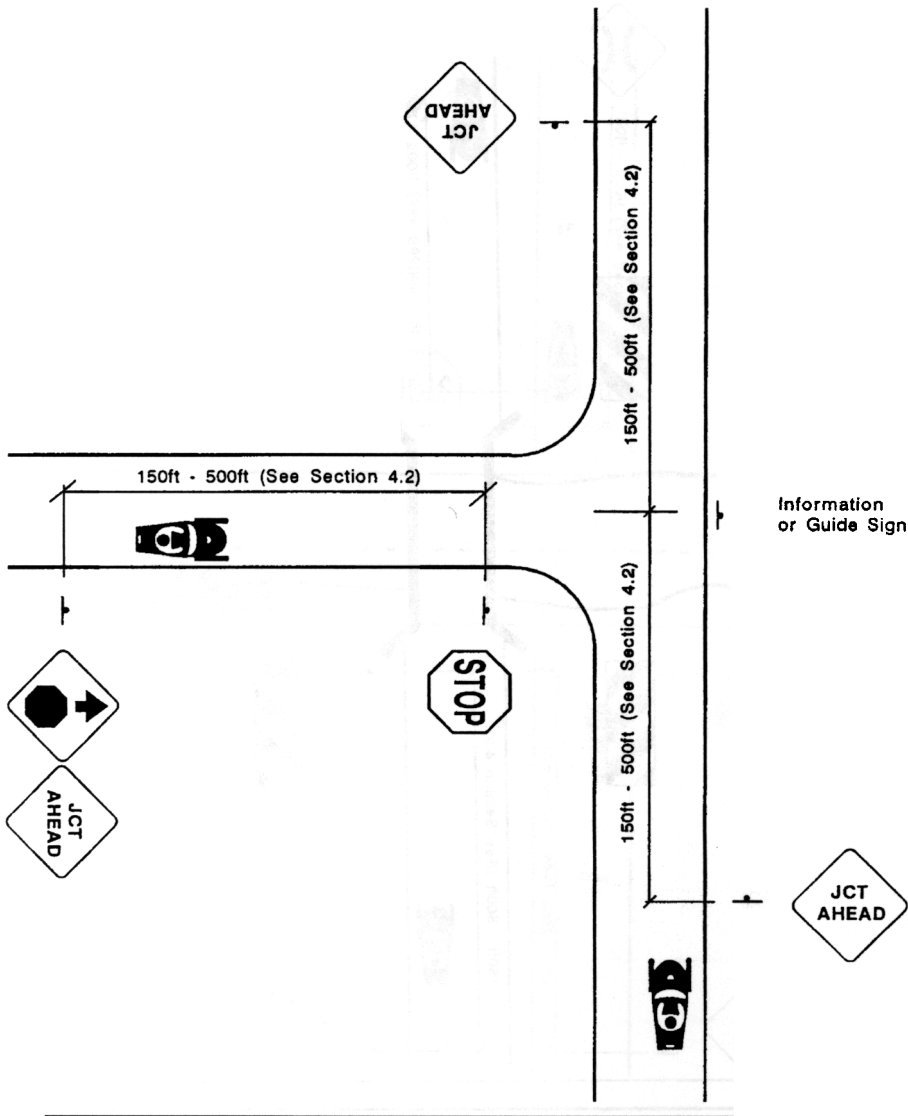 JCT
AHEAD
150ft - 500ft (See Section 4.2)
150ft - 500ft (See Section 4.2)
Information
or Guide Sign
150ft - 500ft (See Section 4.2)
STOP
JCT
AHEAD
JCT
AHEAD